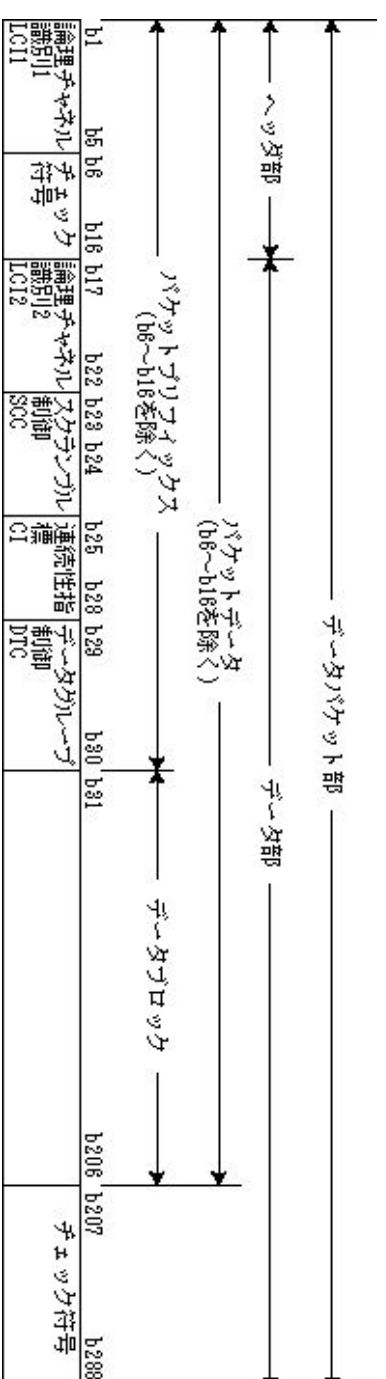 データパケット部
ヘッダ部
データ部
パケットデータ
(b6～b16を除く)
パケットプリフィックス
(b6～b16を除く)
データブロック
b1
b5
b6
b16
b17
b22
b23
b24
b25
b28
b29
b30
b31
b206
b207
b288
論理チャネル
識別1
LCI1
チェック
符号
論理チャネル
識別2
LCI2
スクランブル
制御
SCC
連続性指
標
CI
データグループ
制御
DTC
チェック符号